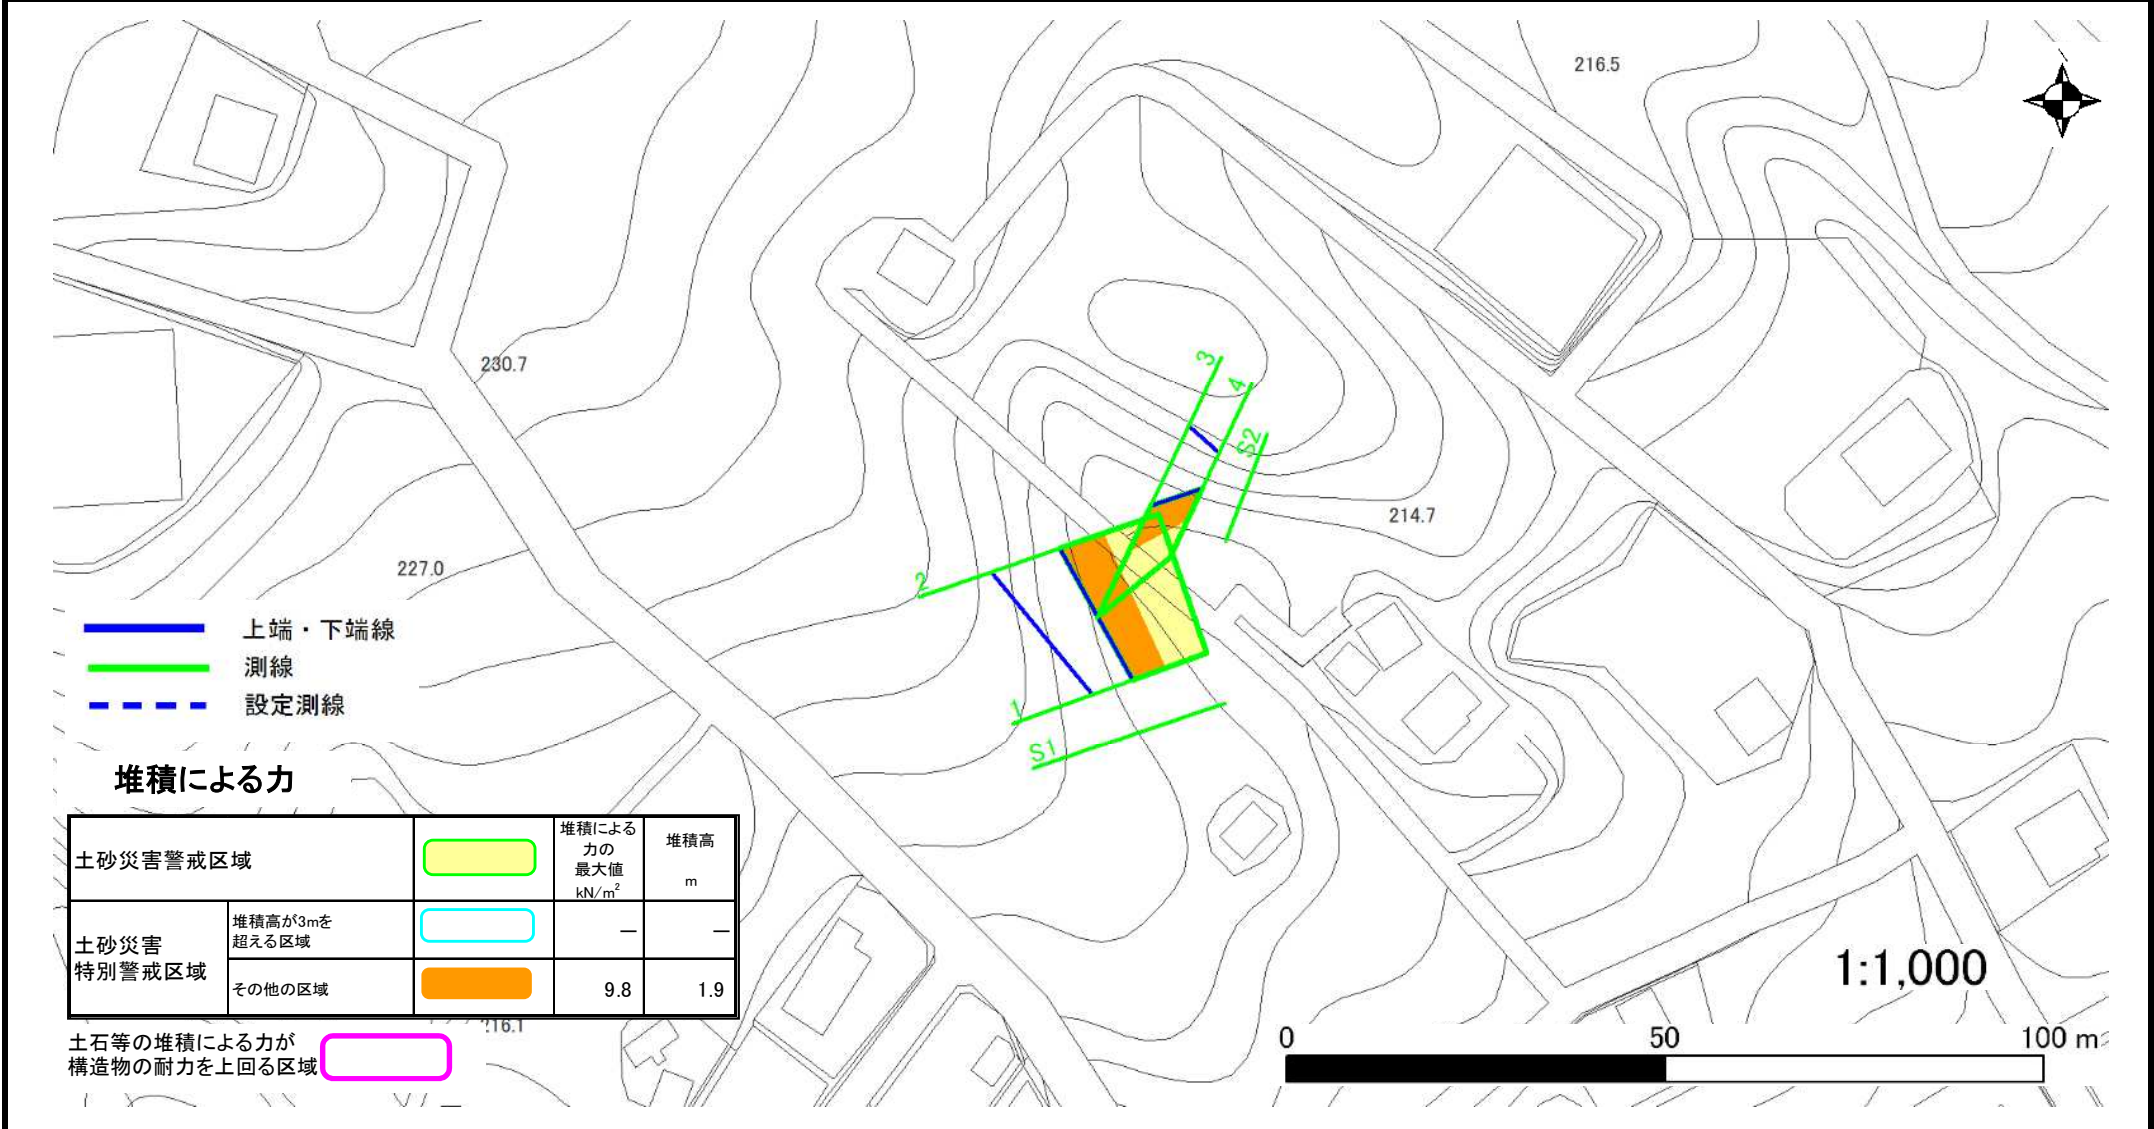 216.5
230.7
3
4
S2
214.7
227.0
2
上端・下端線
測線
設定測線
1
S1
堆積による力
土砂災害警戒区域
堆積による
力の
最大値
kN/m²
堆積高
m
土砂災害
特別警戒区域
堆積高が3mを
超える区域
―
―
その他の区域
9.8
1.9
1:1,000
216.1
土石等の堆積による力が
構造物の耐力を上回る区域
0
50
100 m